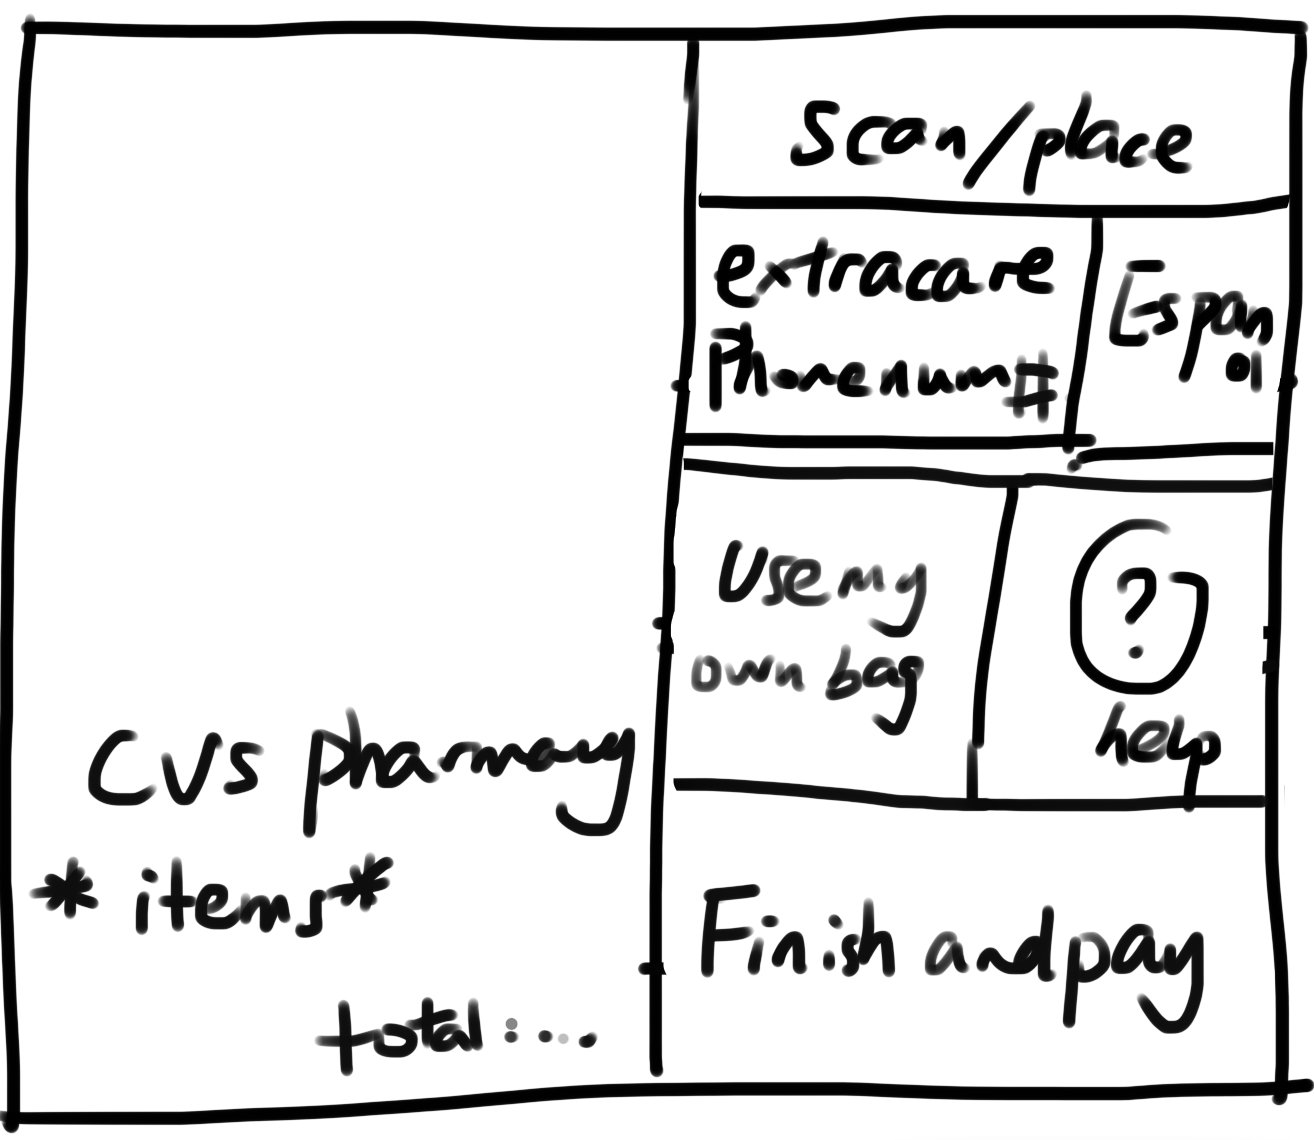 CVS pharmacy
* items *
total : ...
Scan/place
extracare
Phonenum#
Espan
ol
Use my
own bag
?
help
Finish and pay